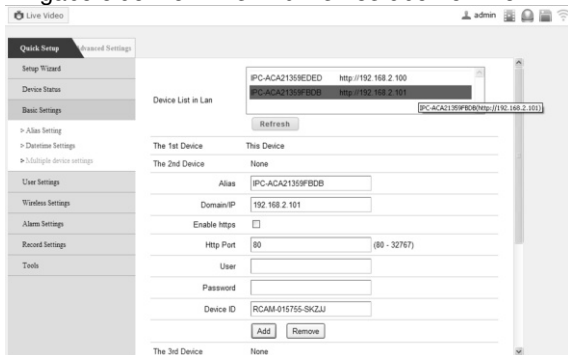 Live Video
admin
Quick Setup
Advanced Settings
Setup Wizard
Device Status
Basic Settings
> Alias Setting
> Datetime Settings
> Multiple device settings
User Settings
Wireless Settings
Alarm Settings
Record Settings
Tools
Device List in Lan
IPC-ACA21359EDED http://192.168.2.100
IPC-ACA21359FBDB http://192.168.2.101
IPC-ACA21359FBDB(http://192.168.2.101)
Refresh
The 1st Device This Device
The 2nd Device None
Alias IPC-ACA21359FBDB
Domain/IP 192.168.2.101
Enable https
Http Port 80 (80 - 32767)
User
Password
Device ID RCAM-015755-SKZJJ
Add Remove
The 3rd Device None